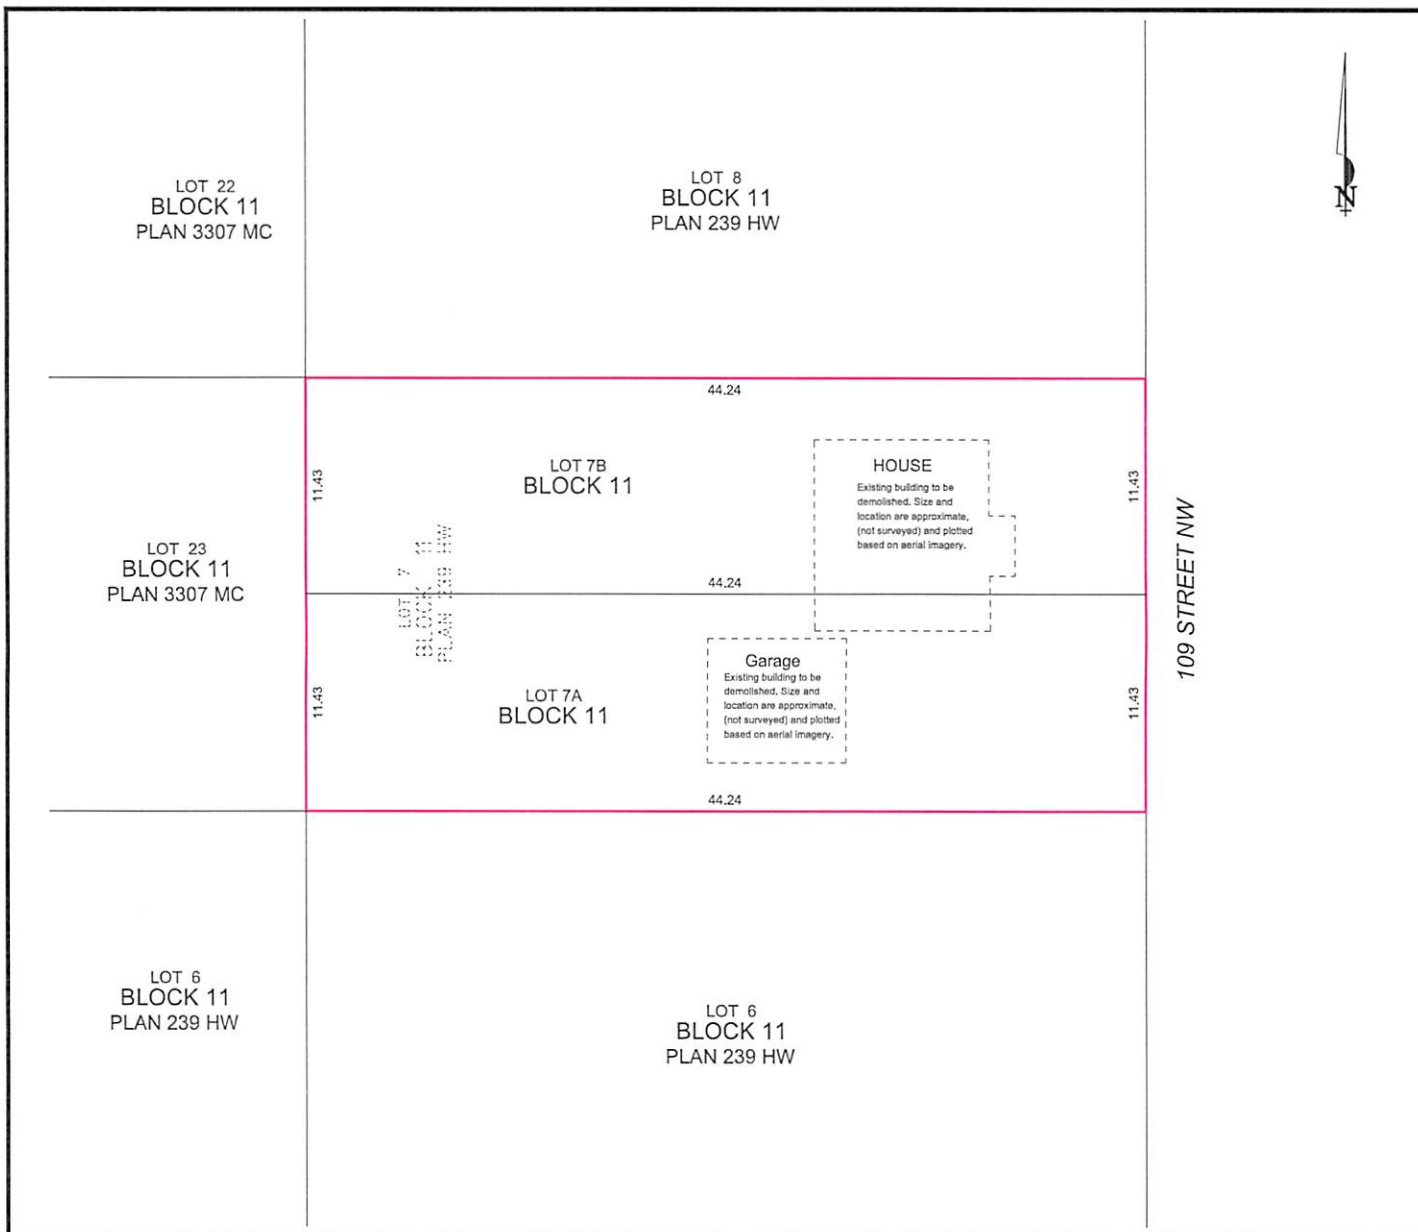 LOT 22
BLOCK 11
PLAN 3307 MC
LOT 8
BLOCK 11
PLAN 239 HW
N
44.24
11.43
LOT 7B
BLOCK 11
HOUSE
Existing building to be
demolished. Size and
location are approximate,
(not surveyed) and plotted
based on aerial imagery.
11.43
109 STREET NW
LOT 23
BLOCK 11
PLAN 3307 MC
LOT 7
BLOCK 11
PLAN 239 HW
44.24
11.43
LOT 7A
BLOCK 11
Garage
Existing building to be
demolished. Size and
location are approximate,
(not surveyed) and plotted
based on aerial imagery.
11.43
44.24
LOT 6
BLOCK 11
PLAN 239 HW
LOT 6
BLOCK 11
PLAN 239 HW